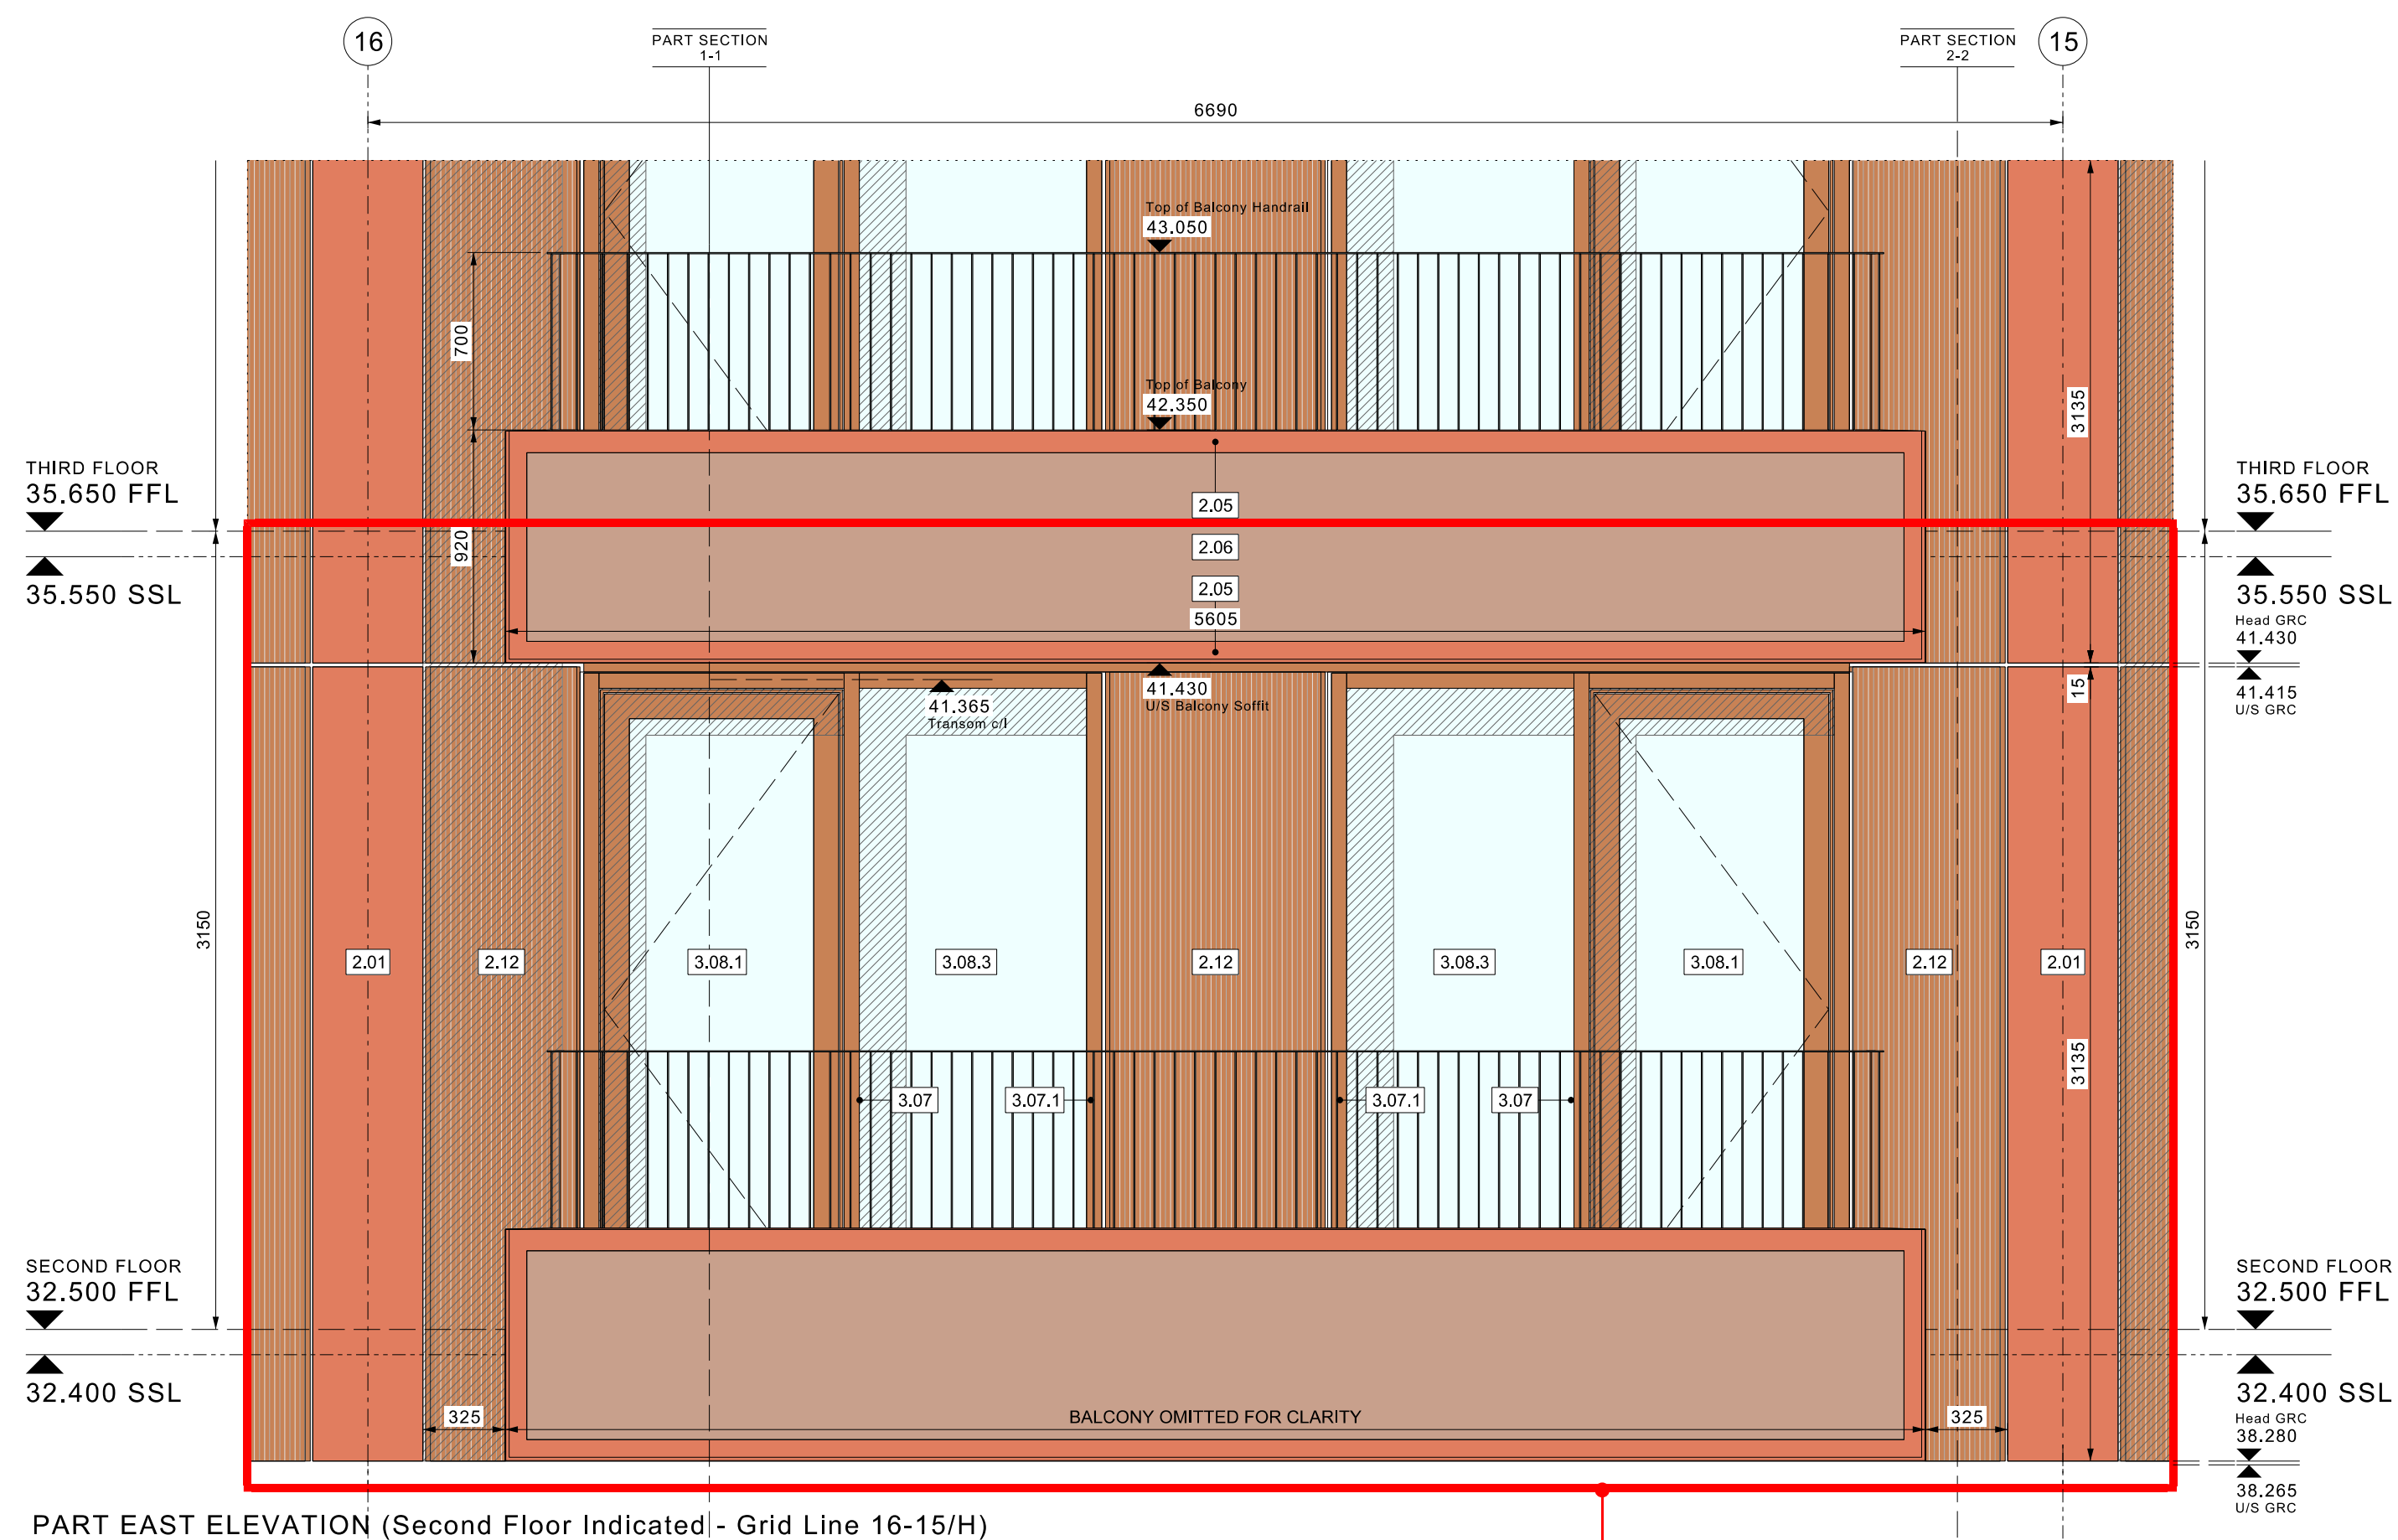 16
PART SECTION
1-1
PART SECTION
2-2
15
6690
Top of Balcony Handrail
43.050
700
Top of Balcony
42.350
3135
THIRD FLOOR
35.650 FFL
35.550 SSL
920
2.05
2.06
2.05
5605
THIRD FLOOR
35.650 FFL
35.550 SSL
Head GRC
41.430
41.415
U/S GRC
15
41.365
Transom c/l
41.430
U/S Balcony Soffit
3150
2.01
2.12
3.08.1
3.08.3
2.12
3.08.3
3.08.1
2.12
2.01
3150
3.07
3.07.1
3.07.1
3.07
3135
SECOND FLOOR
32.500 FFL
32.400 SSL
325
BALCONY OMITTED FOR CLARITY
325
SECOND FLOOR
32.500 FFL
32.400 SSL
Head GRC
38.280
38.265
U/S GRC
PART EAST ELEVATION (Second Floor Indicated - Grid Line 16-15/H)